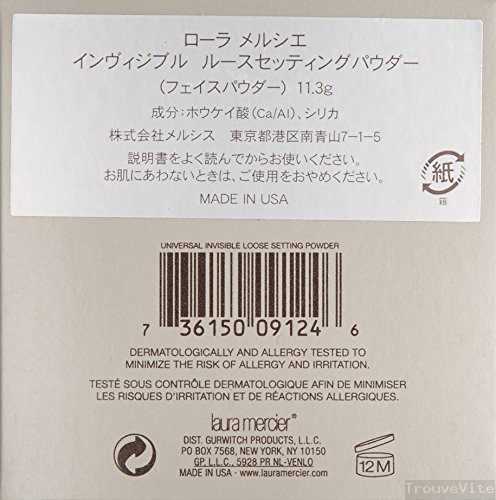 ローラ メルシエ
インヴィジブル ルースセッティングパウダー
(フェイスパウダー) 11.3g
成分:ホウケイ酸(Ca/Al)、シリカ
株式会社メルシス 東京都港区南青山7-1-5
説明書をよく読んでからお使いください。
お肌にあわないときは、ご使用をおやめください。
MADE IN USA
紙
箱
UNIVERSAL INVISIBLE LOOSE SETTING POWDER
7 36150 09124 6
DERMATOLOGICALLY AND ALLERGY TESTED TO
MINIMIZE THE RISK OF ALLERGY AND IRRITATION.
TESTÉ SOUS CONTRÔLE DERMATOLOGIQUE AFIN DE MINIMISER
LES RISQUES D'IRRITATION ET DE RÉACTIONS ALLERGIQUES.
laura mercier®
DIST. GURWITCH PRODUCTS, L.L.C.
PO BOX 7568, NEW YORK, NY 10150
GP, L.L.C., 5928 PR NL-VENLO
MADE IN USA - WWW.LAURAMERCIER.COM
12M
TrouveVite